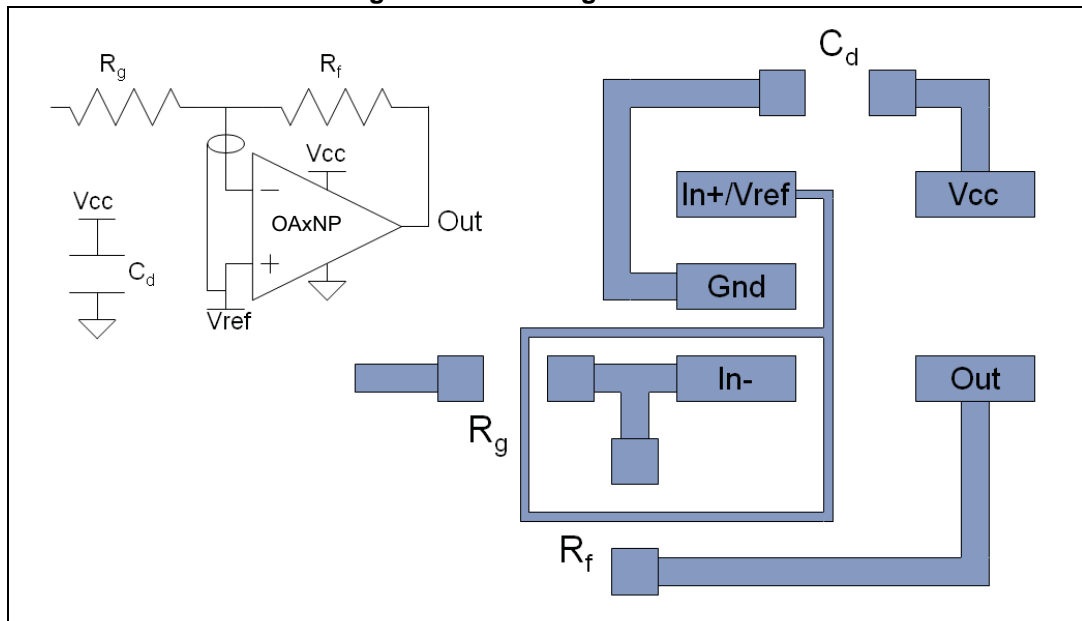 Rg
Rf
Vcc
OAxNP
Out
Vcc
Cd
Vref
Cd
In+/Vref
Vcc
Gnd
In-
Out
Rg
Rf